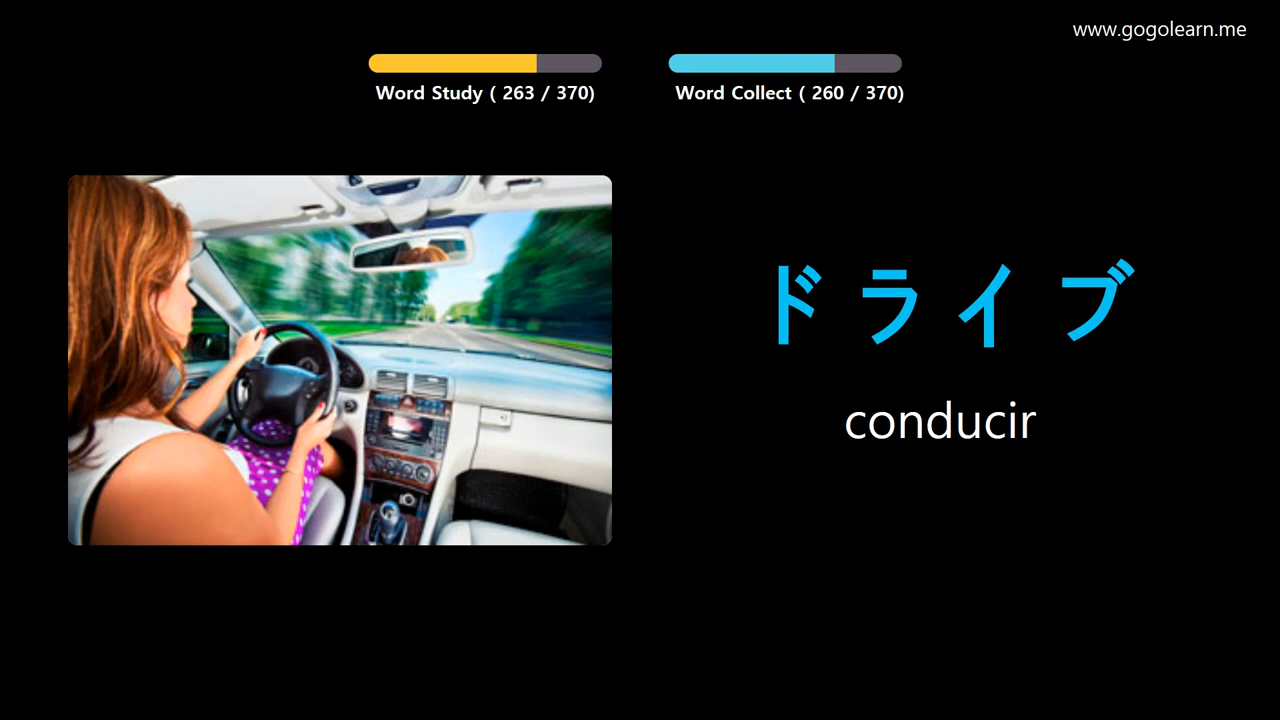 www.gogolearn.me
Word Study ( 263 / 370)
Word Collect ( 260 / 370)
ドライブ
conducir